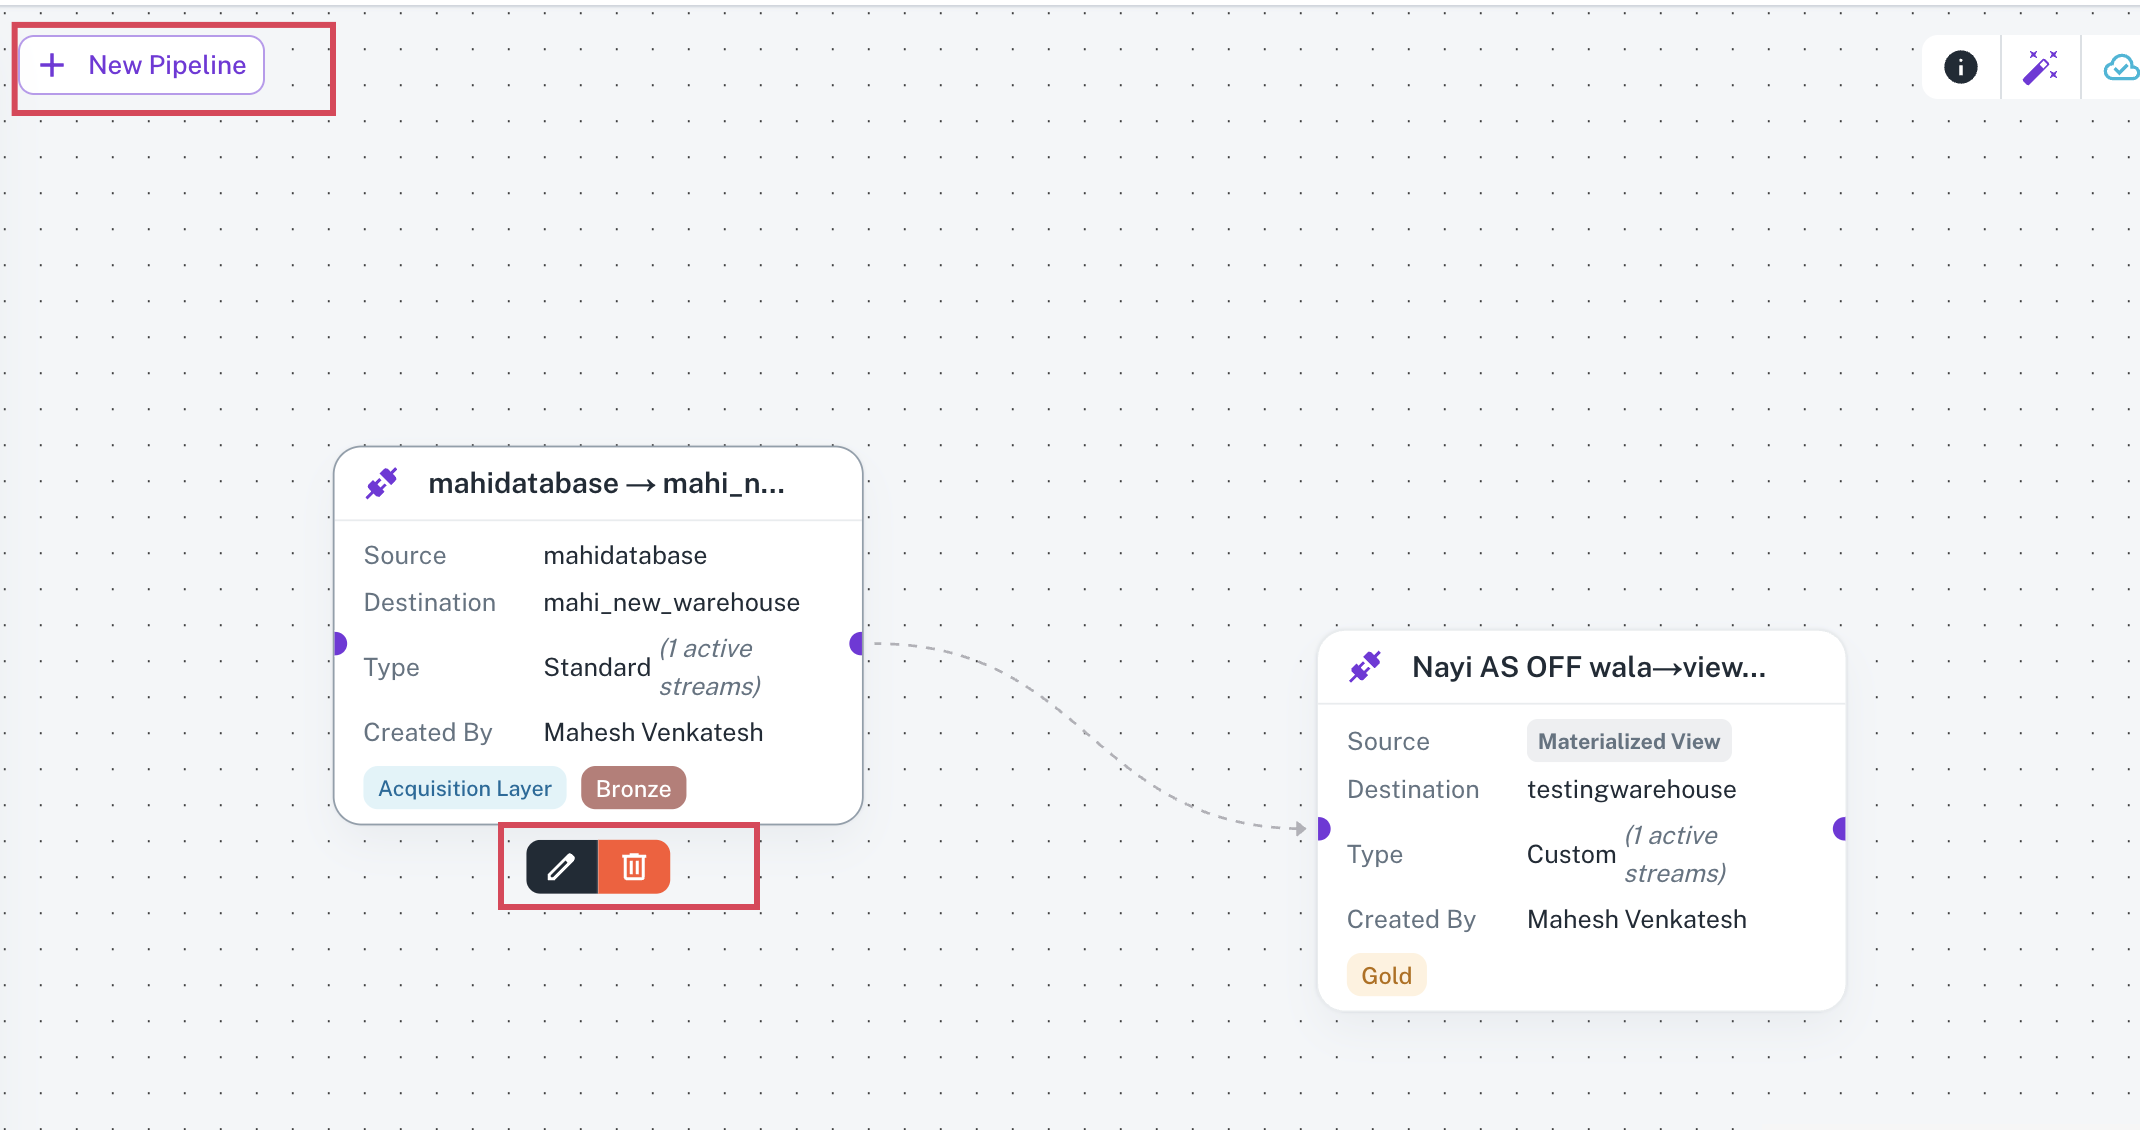 New Pipeline
mahidatabase → mahi_n...
Source mahidatabase
Destination mahi_new_warehouse
Type Standard (1 active
streams)
Created By Mahesh Venkatesh
Acquisition Layer Bronze
Nayi AS OFF wala→view...
Source Materialized View
Destination testingwarehouse
Type Custom (1 active
streams)
Created By Mahesh Venkatesh
Gold